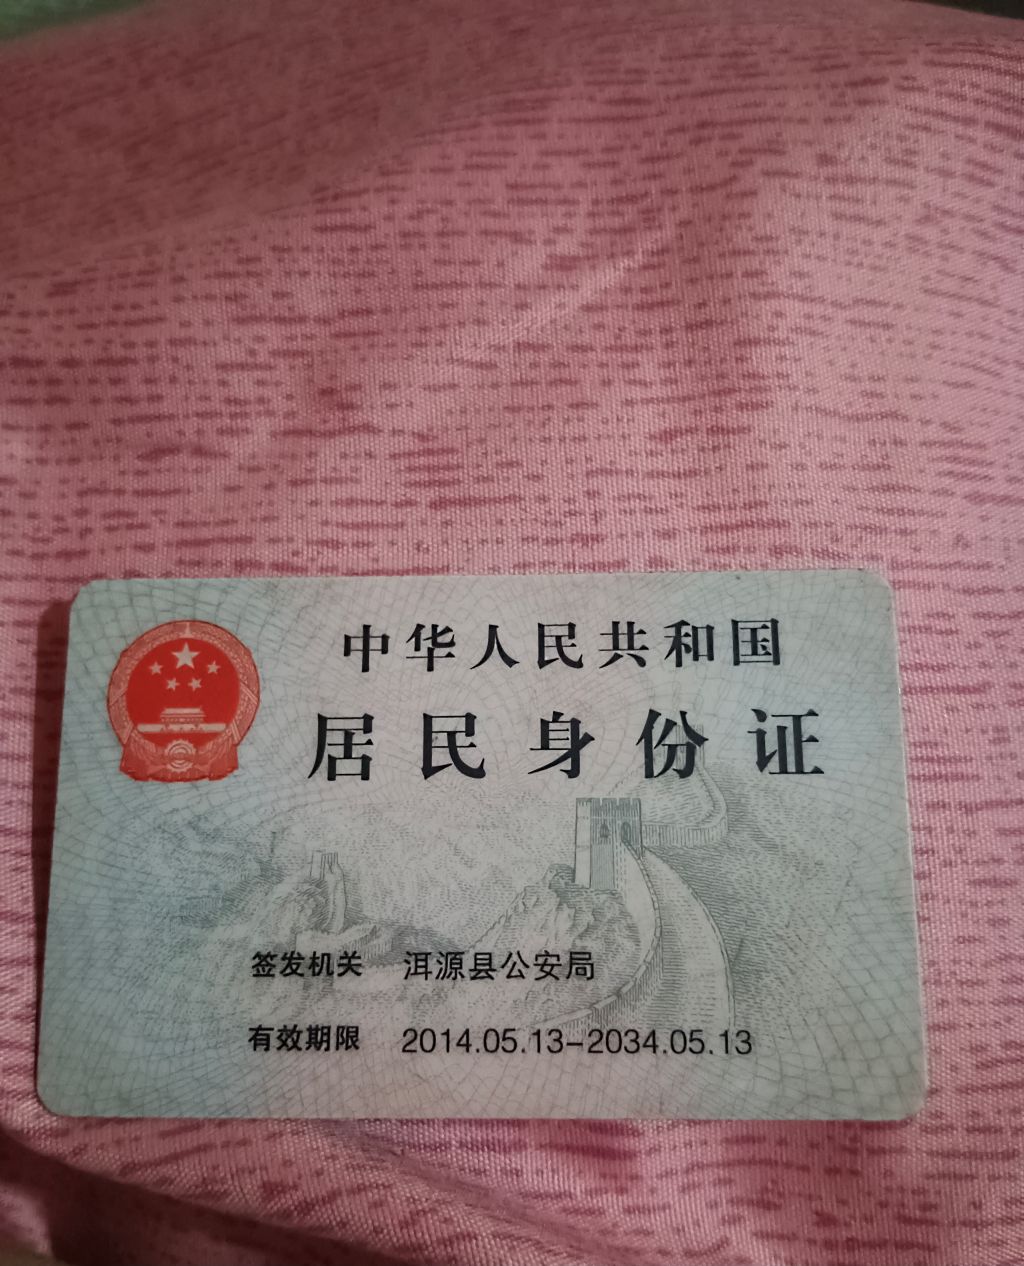 中华人民共和国
居民身份证
签发机关 洱源县公安局
有效期限 2014.05.13-2034.05.13